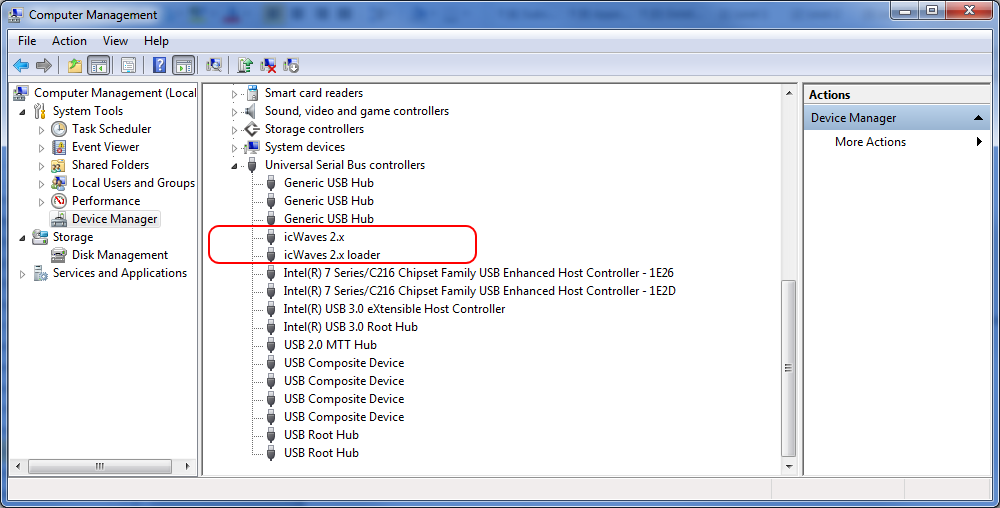 Computer Management
File Action View Help
Computer Management (Local
System Tools
Task Scheduler
Event Viewer
Shared Folders
Local Users and Groups
Performance
Device Manager
Storage
Disk Management
Services and Applications
Smart card readers
Sound, video and game controllers
Storage controllers
System devices
Universal Serial Bus controllers
Generic USB Hub
Generic USB Hub
Generic USB Hub
icWaves 2.x
icWaves 2.x loader
Intel(R) 7 Series/C216 Chipset Family USB Enhanced Host Controller - 1E26
Intel(R) 7 Series/C216 Chipset Family USB Enhanced Host Controller - 1E2D
Intel(R) USB 3.0 eXtensible Host Controller
Intel(R) USB 3.0 Root Hub
USB 2.0 MTT Hub
USB Composite Device
USB Composite Device
USB Composite Device
USB Composite Device
USB Root Hub
USB Root Hub
Actions
Device Manager
More Actions